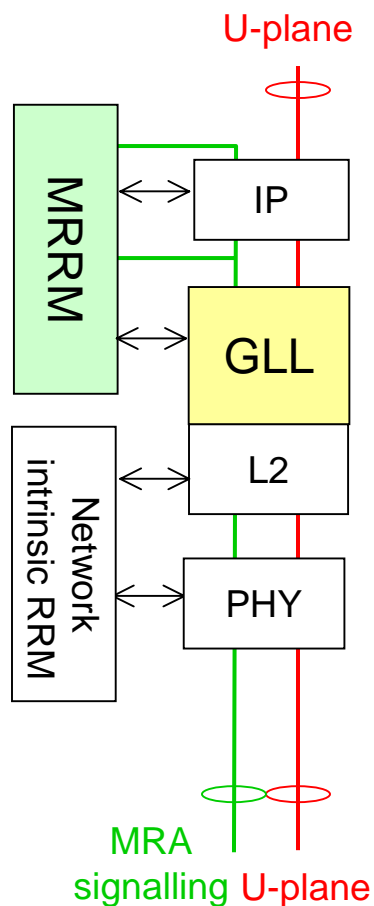 U-plane
MRRM
IP
GLL
L2
Network
intrinsic RRM
PHY
MRA
signalling
U-plane